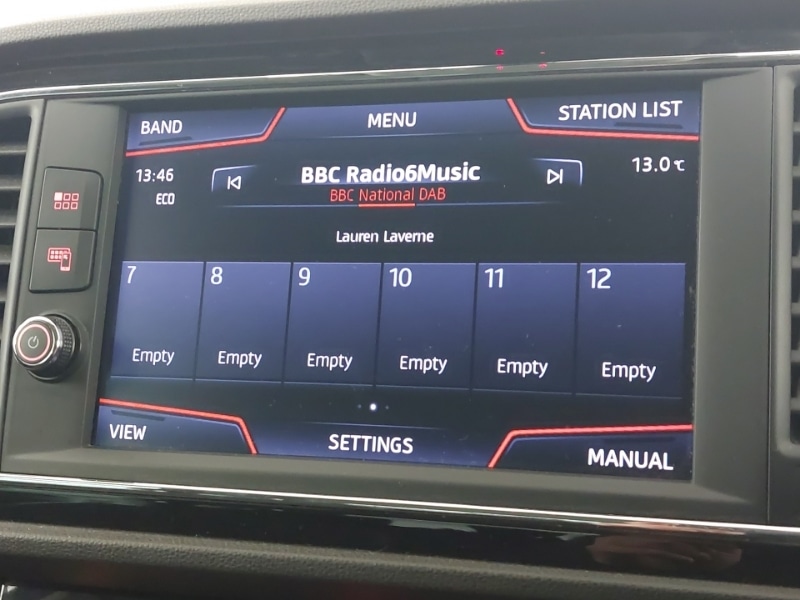 BAND MENU STATION LIST
13:46 BBC Radio6Music 13.0℃
ECO BBC National DAB
Lauren Laverne
7 8 9 10 11 12
Empty Empty Empty Empty Empty Empty
VIEW SETTINGS MANUAL